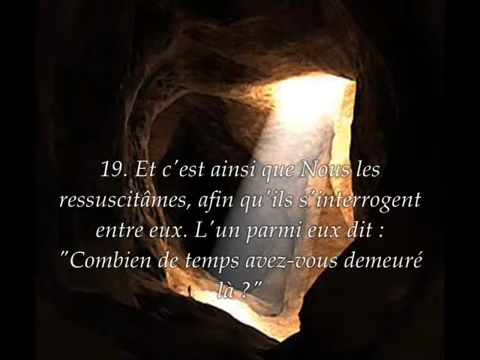 19. Et c'est ainsi que Nous les
ressuscitâmes, afin qu'ils s'interrogent
entre eux. L'un parmi eux dit :
"Combien de temps avez-vous demeuré
là ?"